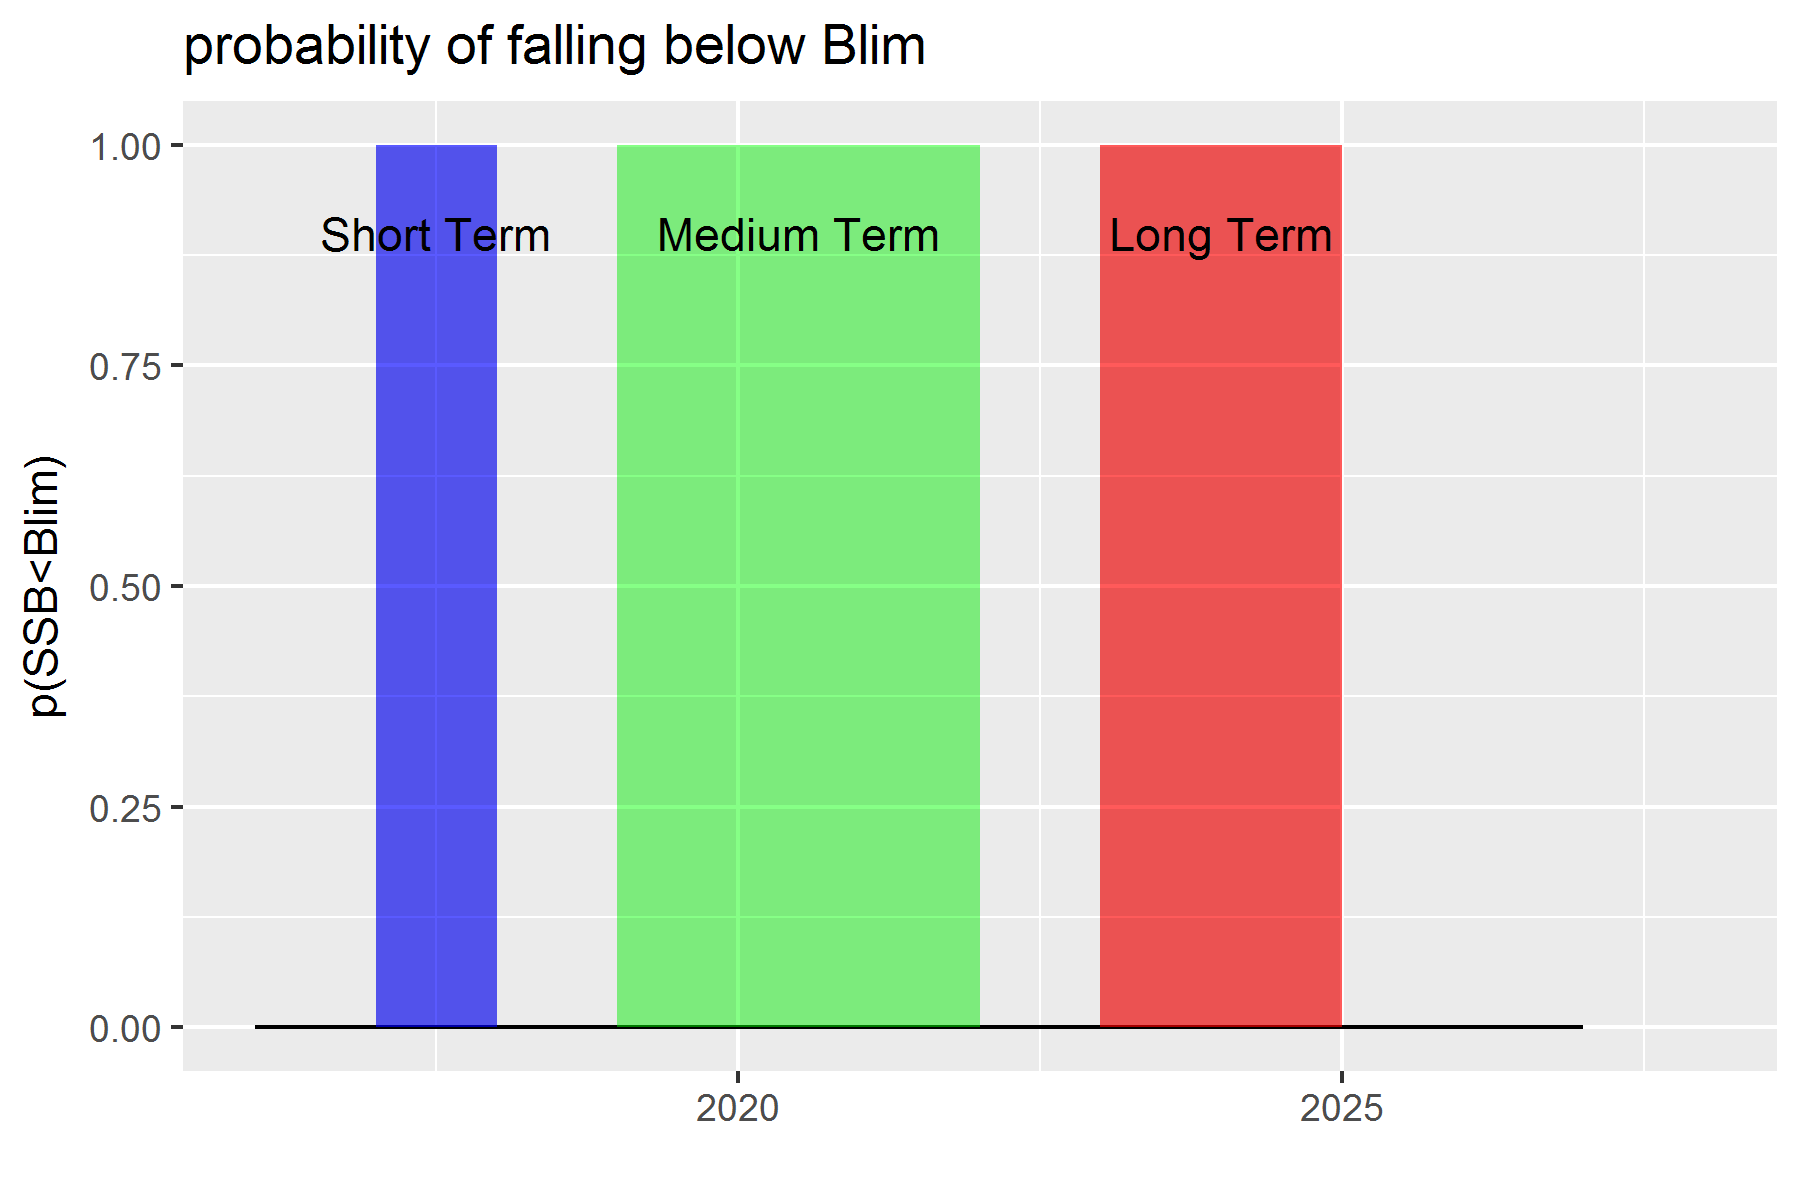 probability of falling below Blim
p(SSB<Blim)
1.00
0.75
0.50
0.25
0.00
Short Term
Medium Term
Long Term
2020
2025